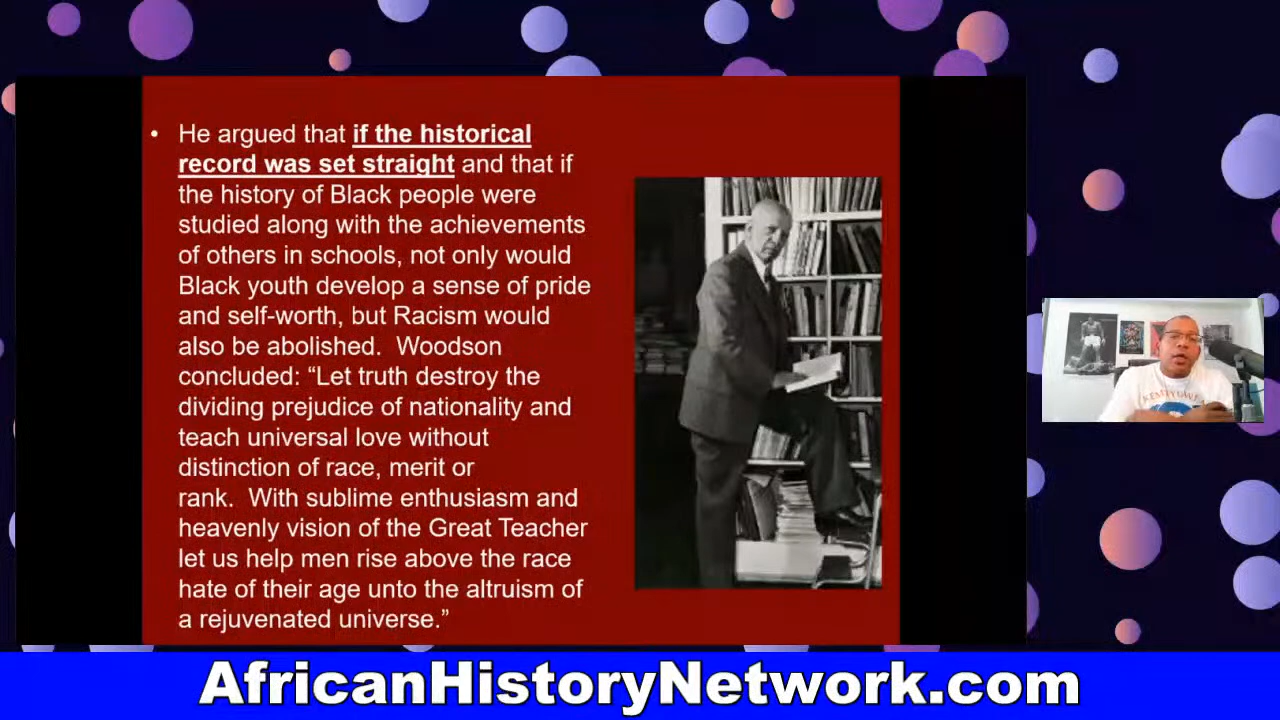 • He argued that if the historical
record was set straight and that if
the history of Black people were
studied along with the achievements
of others in schools, not only would
Black youth develop a sense of pride
and self-worth, but Racism would
also be abolished.  Woodson
concluded: “Let truth destroy the
dividing prejudice of nationality and
teach universal love without
distinction of race, merit or
rank.  With sublime enthusiasm and
heavenly vision of the Great Teacher
let us help men rise above the race
hate of their age unto the altruism of
a rejuvenated universe.”
AfricanHistoryNetwork.com